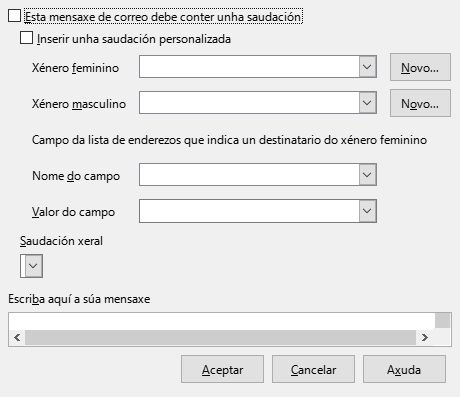 Esta mensaxe de correo debe conter unha saudación
Inserir unha saudación personalizada
Xénero feminino
Novo...
Xénero masculino
Novo...
Campo da lista de enderezos que indica un destinatario do xénero feminino
Nome do campo
Valor do campo
Saudación xeral
Escriba aquí a súa mensaxe
Aceptar Cancelar Axuda